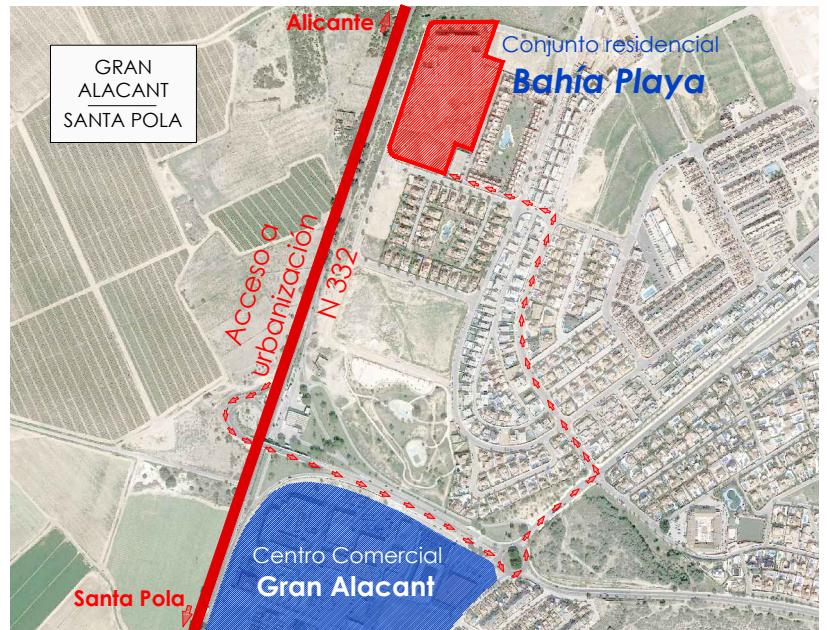 Alicante
GRAN
ALACANT
SANTA POLA
Conjunto residencial
Bahía Playa
Acceso a
urbanización
N 332
Centro Comercial
Gran Alacant
Santa Pola